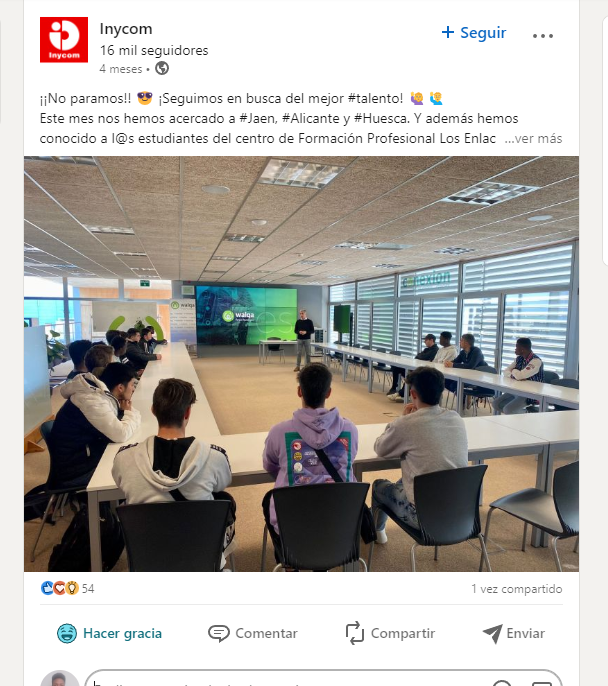 Inycom
Inycom
16 mil seguidores
4 meses •
+ Seguir
¡¡No paramos!! 😎 ¡Seguimos en busca del mejor #talento! 🙋 🙋‍♂️
Este mes nos hemos acercado a #Jaen, #Alicante y #Huesca. Y además hemos
conocido a l@s estudiantes del centro de Formación Profesional Los Enlac ...ver más
walqa
walqa
54
1 vez compartido
Hacer gracia
Comentar
Compartir
Enviar